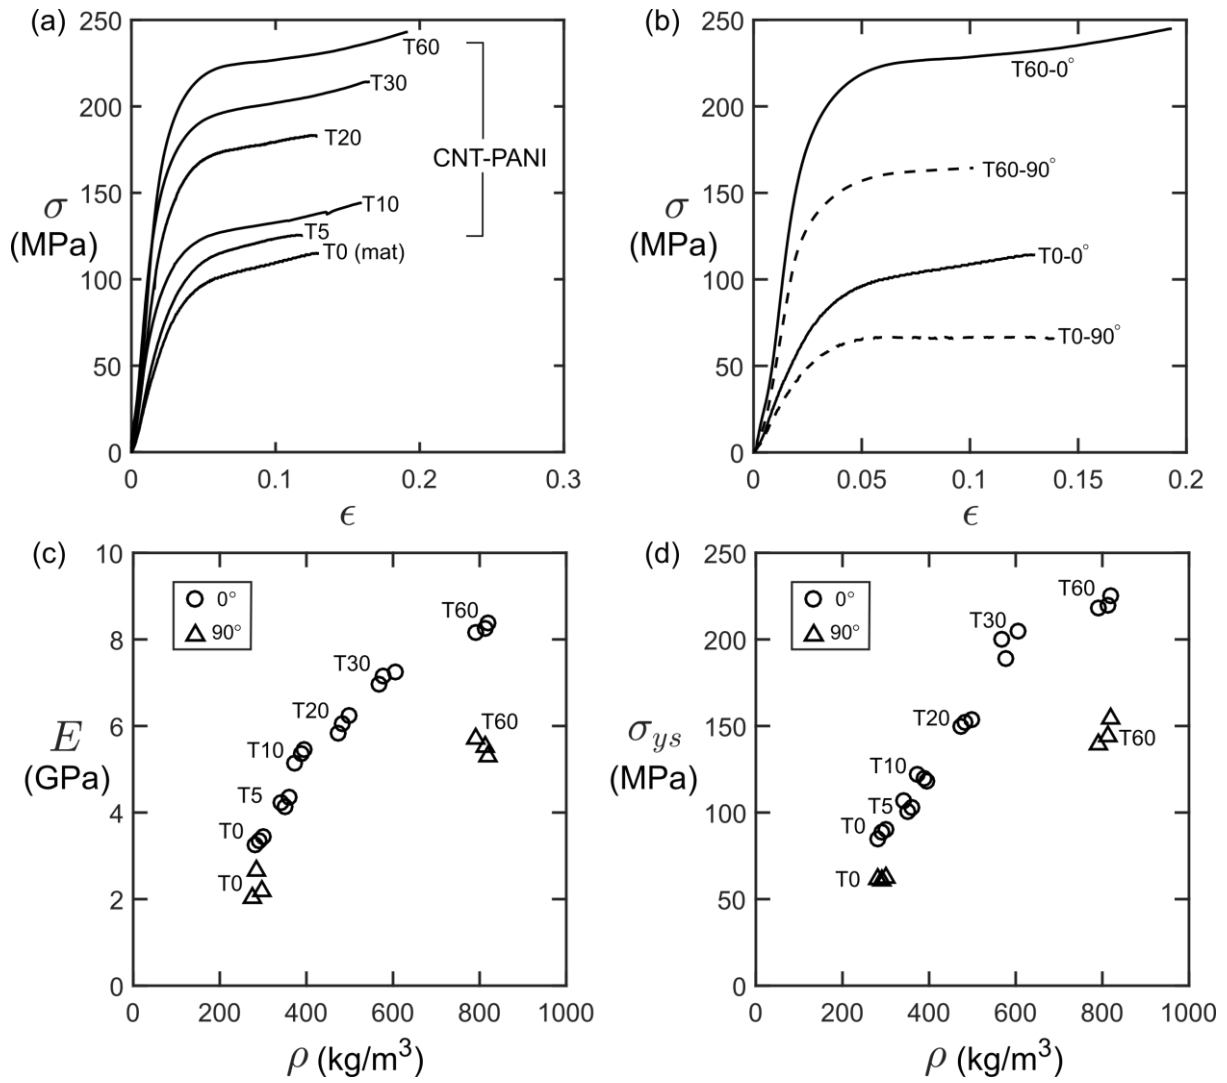 (a)
250
200
150
100
50
0
σ
(MPa)
T60
T30
T20
CNT-PANI
T10
T5
T0 (mat)
0
0.1
0.2
0.3
ϵ
(b)
250
200
150
100
50
0
σ
(MPa)
T60-0°
T60-90°
T0-0°
T0-90°
0
0.05
0.1
0.15
0.2
ϵ
(c)
10
8
6
4
2
0
E
(GPa)
0°
90°
T60
T30
T20
T60
T10
T5
T0
T0
0
200
400
600
800
1000
ρ (kg/m³)
(d)
250
200
150
100
50
0
σys
(MPa)
0°
90°
T60
T30
T20
T60
T10
T5
T0
T0
0
200
400
600
800
1000
ρ (kg/m³)